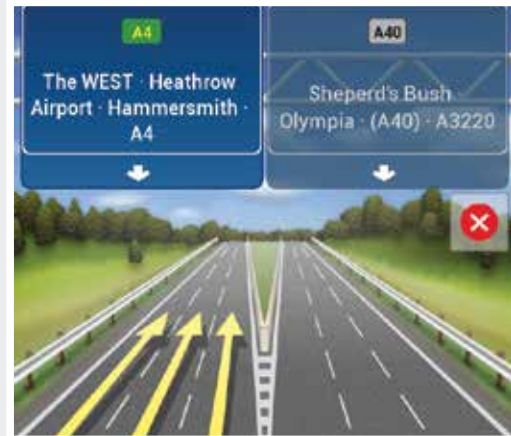 A4
The WEST · Heathrow
Airport · Hammersmith ·
A4
A40
Sheperd's Bush
Olympia · (A40) · A3220